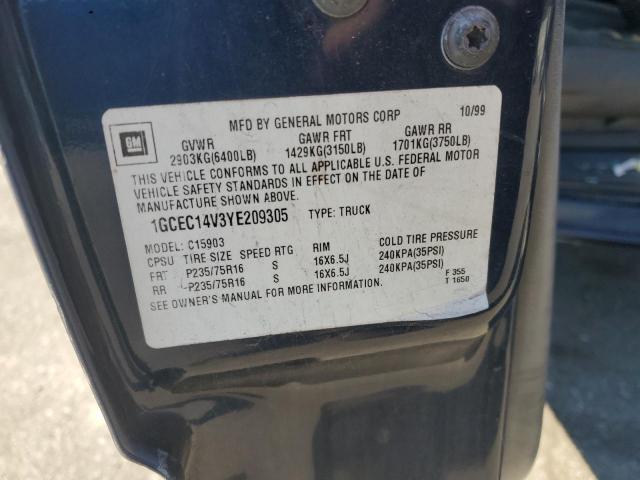 MFD BY GENERAL MOTORS CORP 10/99
GM
GVWR GAWR FRT GAWR RR
2903KG(6400LB) 1429KG(3150LB) 1701KG(3750LB)
THIS VEHICLE CONFORMS TO ALL APPLICABLE U.S. FEDERAL MOTOR
VEHICLE SAFETY STANDARDS IN EFFECT ON THE DATE OF
MANUFACTURE SHOWN ABOVE.
1GCEC14V3YE209305 TYPE: TRUCK
MODEL: C15903
CPSU TIRE SIZE SPEED RTG RIM COLD TIRE PRESSURE
FRT P235/75R16 S 16X6.5J 240KPA(35PSI)
RR P235/75R16 S 16X6.5J 240KPA(35PSI)
SEE OWNER'S MANUAL FOR MORE INFORMATION.
F 355
T 1650